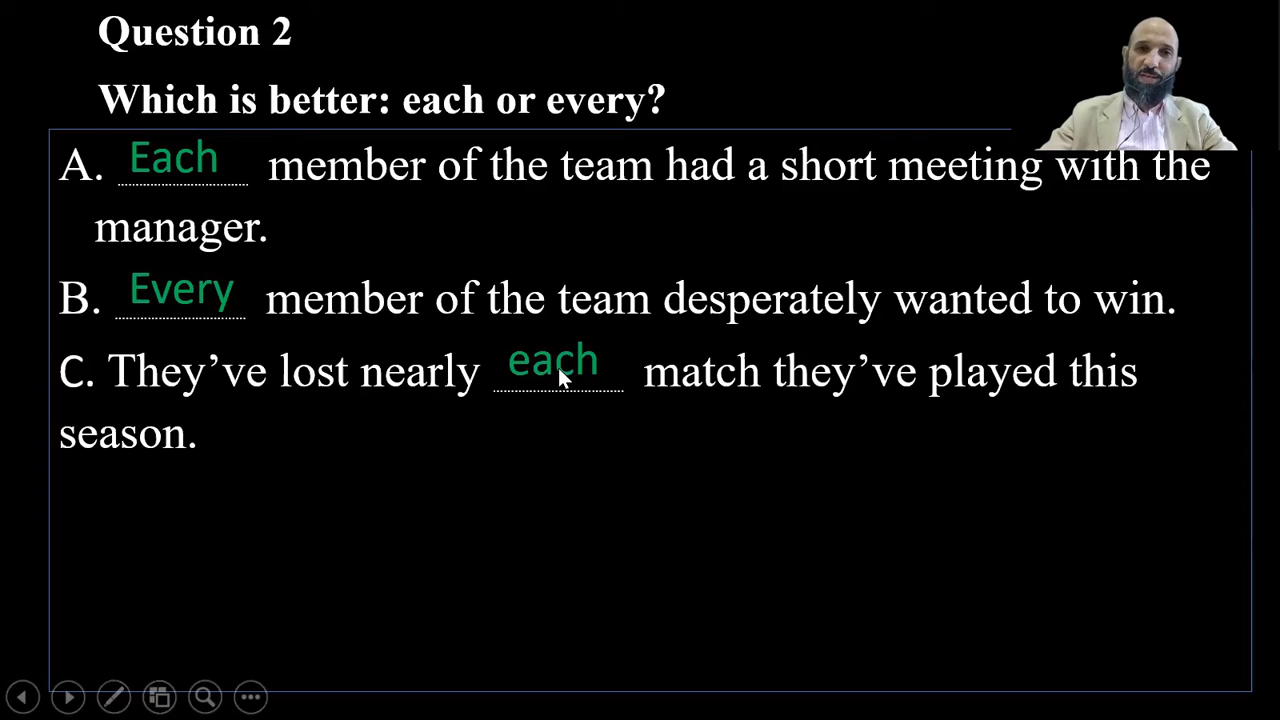 Question 2
Which is better: each or every?
A. Each member of the team had a short meeting with the
manager.
B. Every member of the team desperately wanted to win.
C. They’ve lost nearly each match they’ve played this
season.